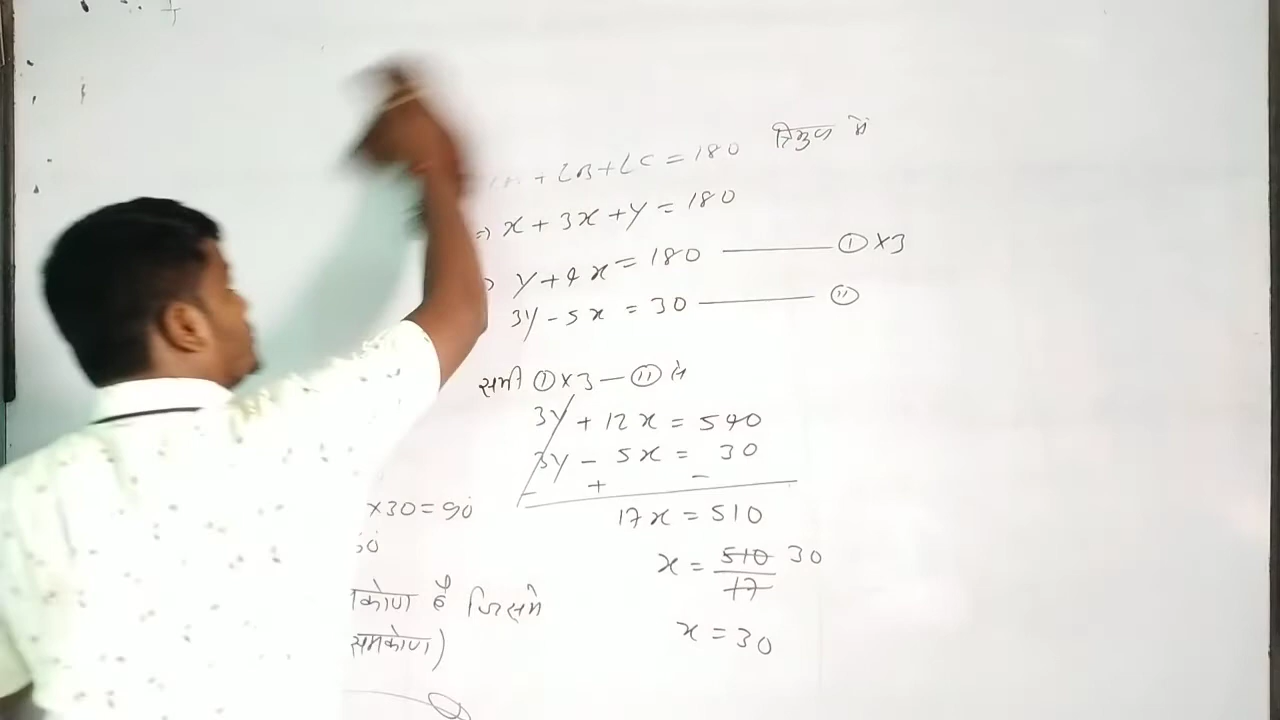 + ∠B + ∠C = 180 त्रिभुज में
⇒ x + 3x + y = 180
y + 4x = 180 ——— ① ×3
3y - 5x = 30 ——— ②
समी ① × 3 — ② से
3y + 12x = 540
3y - 5x = 30
- + -
17x = 510
x = 510/17 30
x = 30
×30 = 90°
कोण है जिसमें
समकोण)